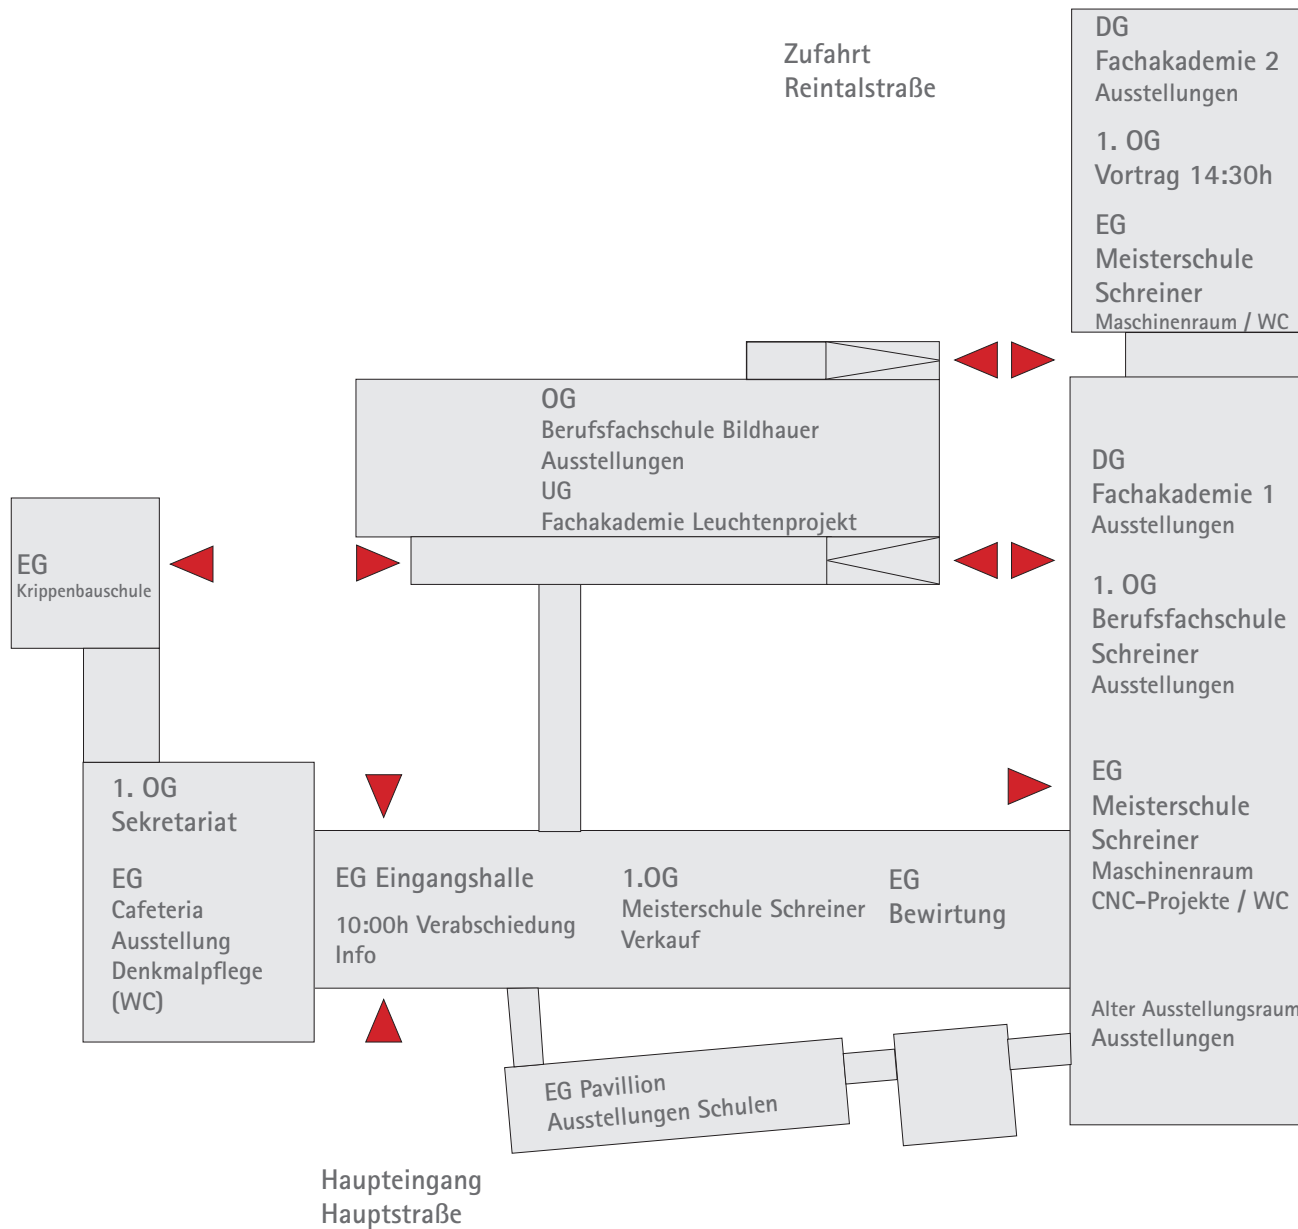 Zufahrt
Reintalstraße
DG
Fachakademie 2
Ausstellungen
1. OG
Vortrag 14:30h
EG
Meisterschule
Schreiner
Maschinenraum / WC
OG
Berufsfachschule Bildhauer
Ausstellungen
UG
Fachakademie Leuchtenprojekt
DG
Fachakademie 1
Ausstellungen
1. OG
Berufsfachschule
Schreiner
Ausstellungen
EG
Meisterschule
Schreiner
Maschinenraum
CNC-Projekte / WC
Alter Ausstellungsraum
Ausstellungen
EG
Krippenbauschule
1. OG
Sekretariat
EG
Cafeteria
Ausstellung
Denkmalpflege
(WC)
EG Eingangshalle
10:00h Verabschiedung
Info
1.OG
Meisterschule Schreiner
Verkauf
EG
Bewirtung
EG Pavillion
Ausstellungen Schulen
Haupteingang
Hauptstraße